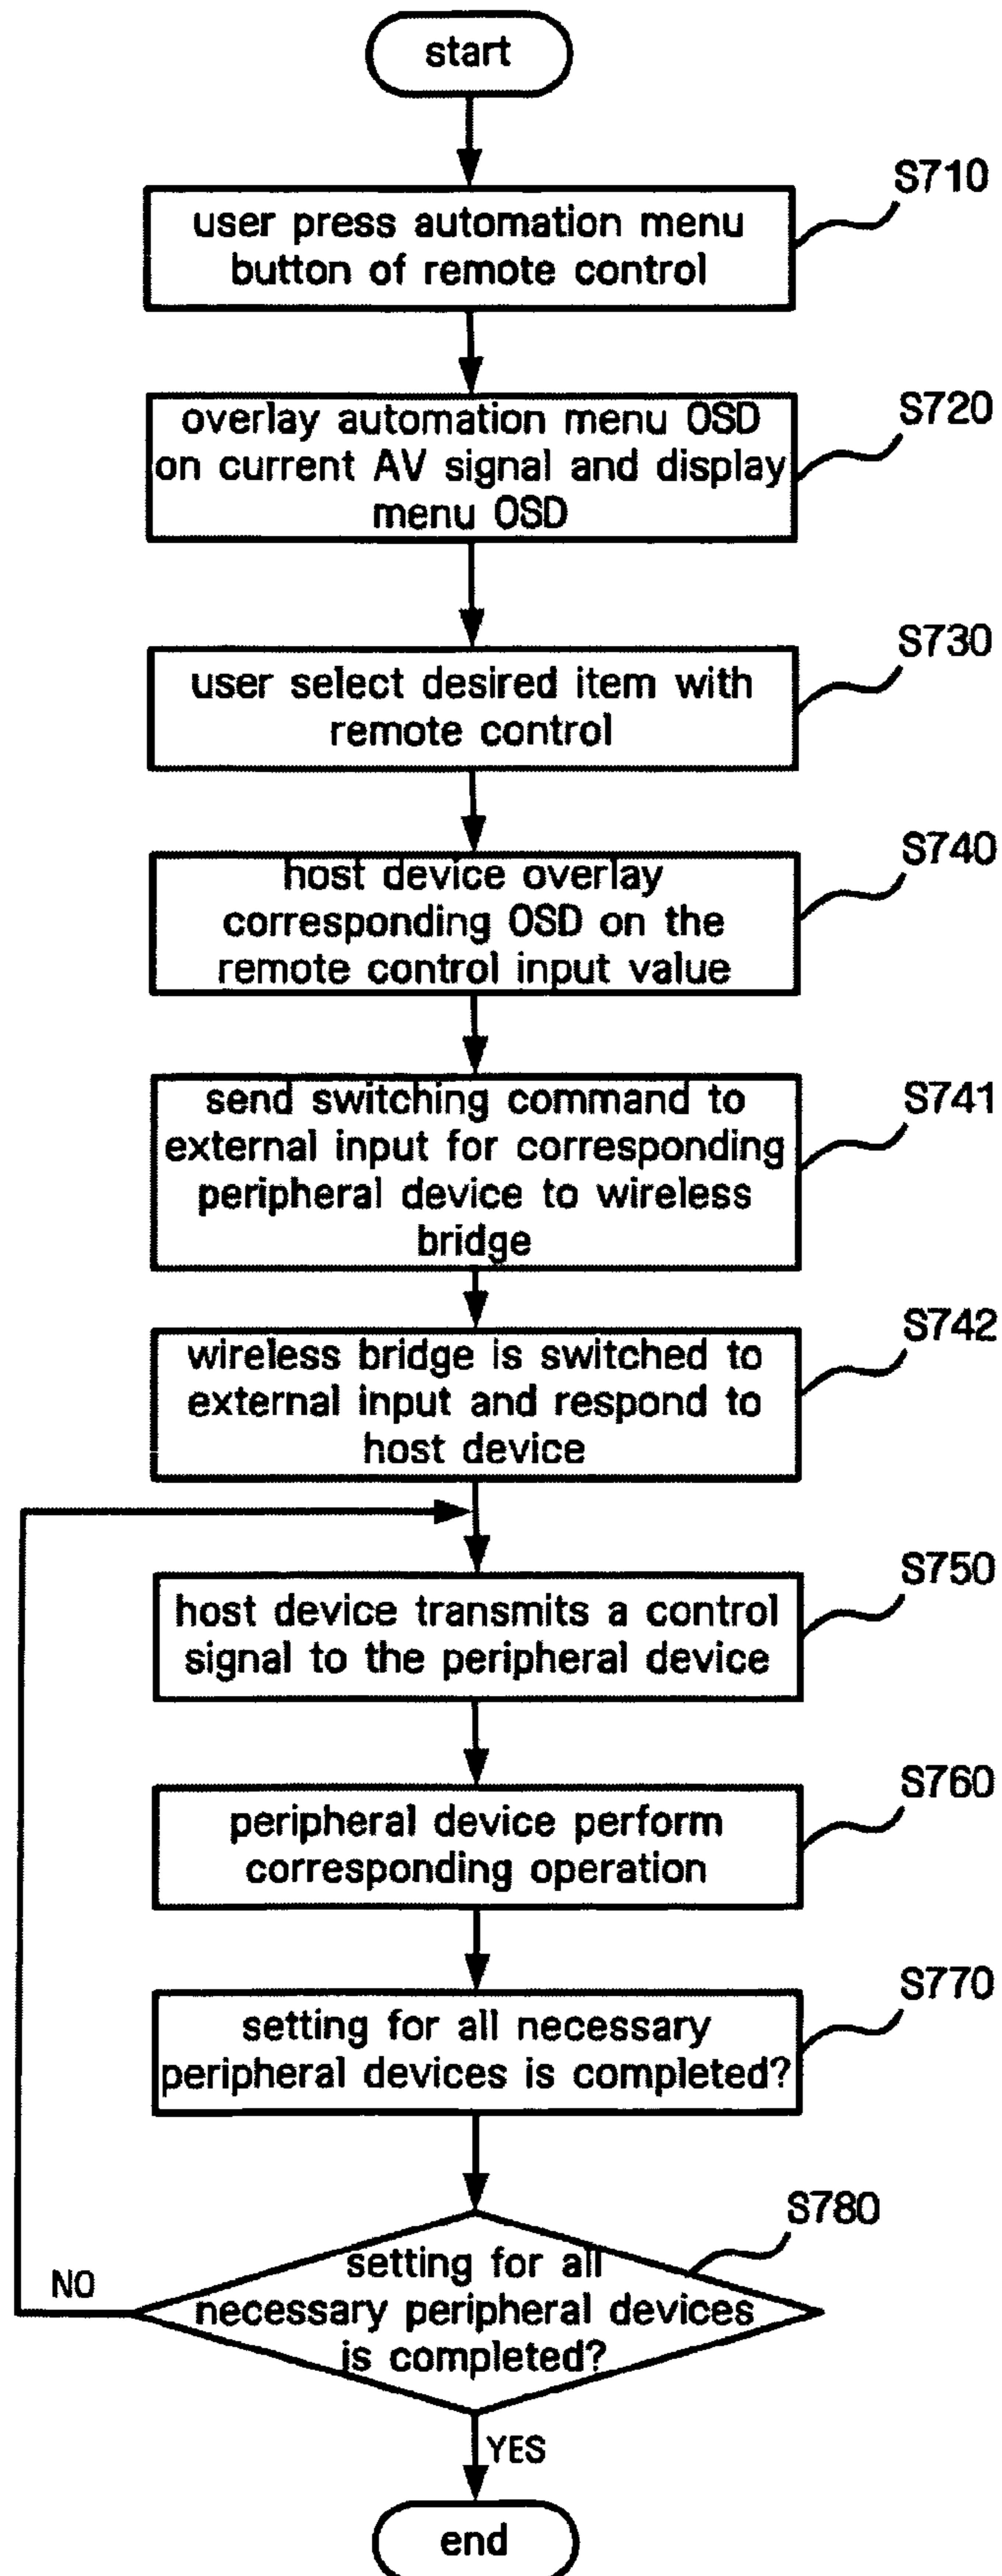 start
S710
user press automation menu
button of remote control
S720
overlay automation menu OSD
on current AV signal and display
menu OSD
S730
user select desired item with
remote control
S740
host device overlay
corresponding OSD on the
remote control input value
S741
send switching command to
external input for corresponding
peripheral device to wireless
bridge
S742
wireless bridge is switched to
external input and respond to
host device
S750
host device transmits a control
signal to the peripheral device
S760
peripheral device perform
corresponding operation
S770
setting for all necessary
peripheral devices is completed?
S780
setting for all
necessary peripheral devices
is completed?
NO
YES
end